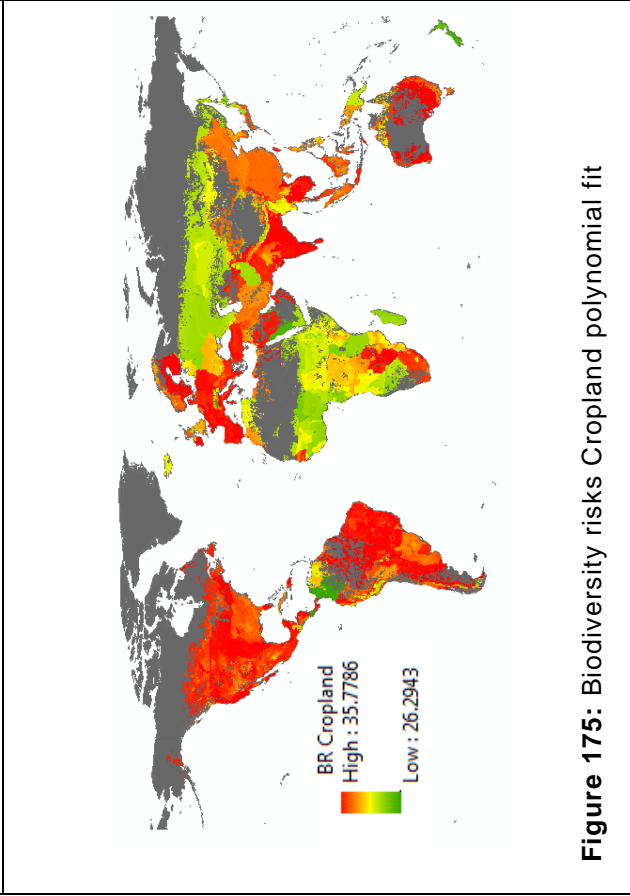 BR Cropland
High : 35.7786
Low : 26.2943
Figure 175: Biodiversity risks Cropland polynomial fit